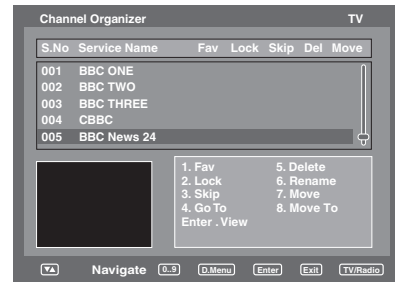 Channel Organizer TV
S.No Service Name Fav Lock Skip Del Move
001 BBC ONE
002 BBC TWO
003 BBC THREE
004 CBBC
005 BBC News 24
1. Fav 5. Delete
2. Lock 6. Rename
3. Skip 7. Move
4. Go To 8. Move To
Enter . View
Navigate 0..9 D.Menu Enter Exit TV/Radio